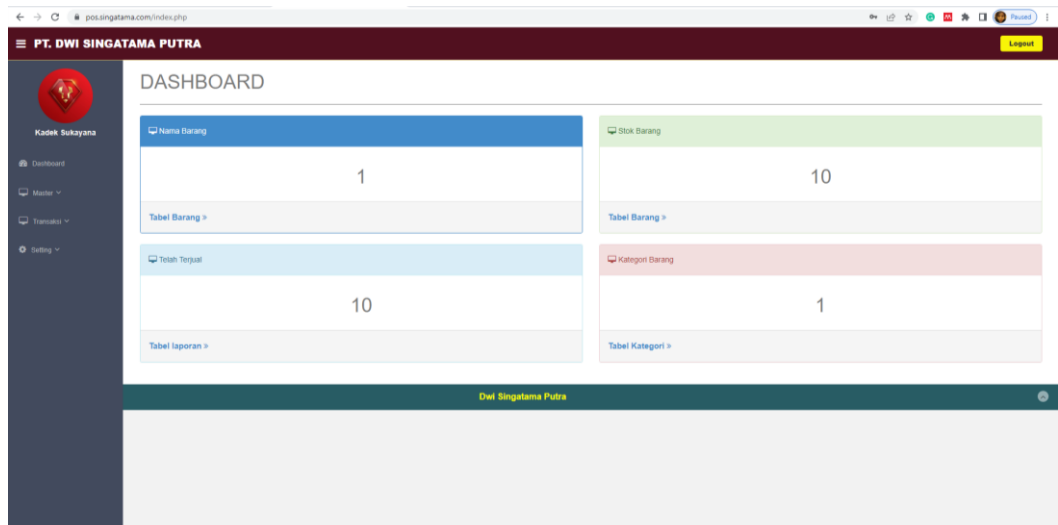 pos.singatama.com/index.php
Paused
PT. DWI SINGATAMA PUTRA
Logout
Kadek Sukayana
Dashboard
Master
Transaksi
Setting
DASHBOARD
Nama Barang
1
Tabel Barang »
Stok Barang
10
Tabel Barang »
Telah Terjual
10
Tabel laporan »
Kategori Barang
1
Tabel Kategori »
Dwi Singatama Putra